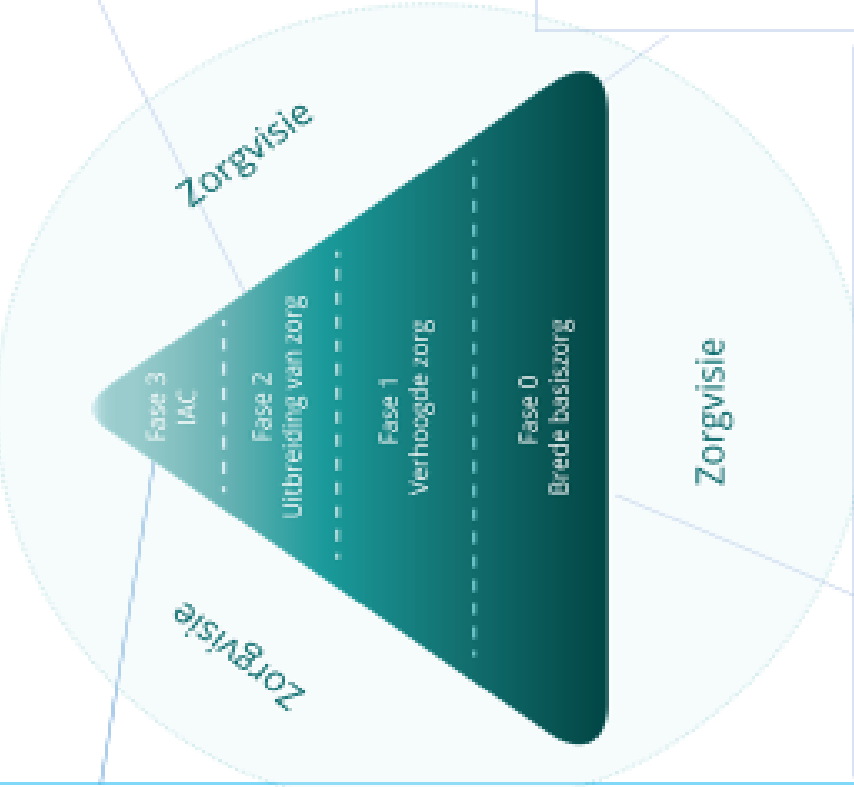 Zorgvisie
Fase 3
IAC
Fase 2
Uitbreiding van zorg
Fase 1
Verhoogde zorg
Fase 0
Brede basiszorg
Zorgvisie
Zorgvisie